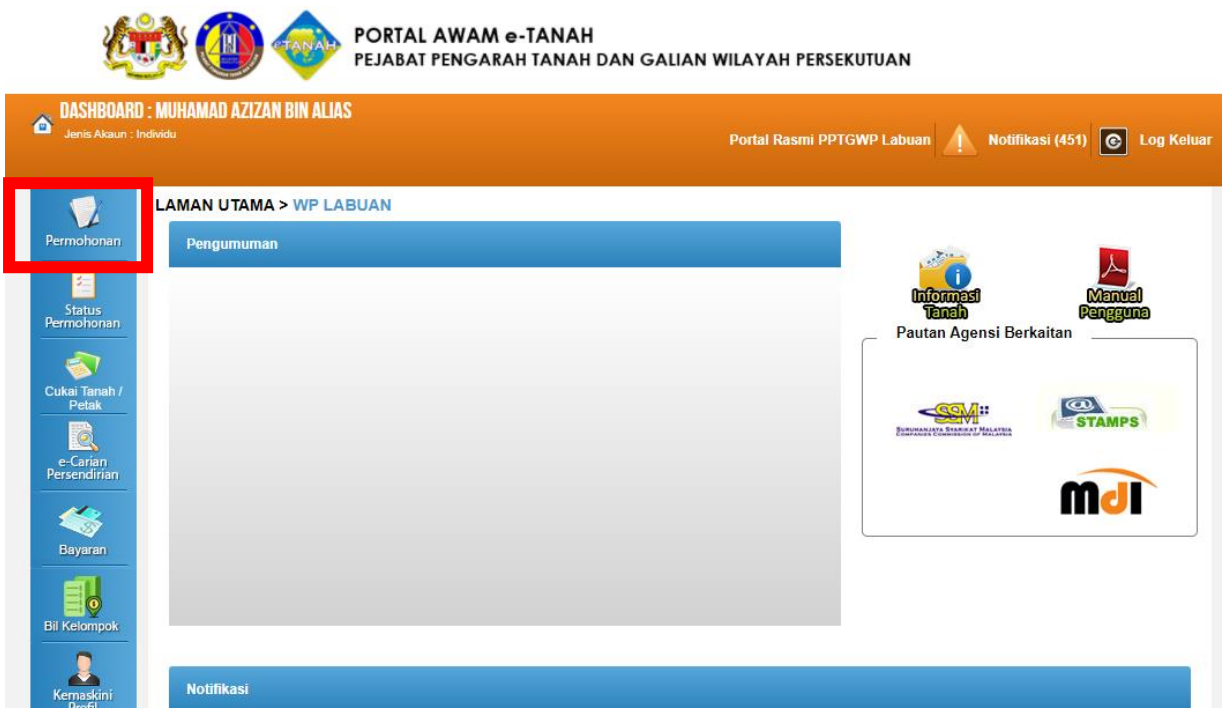 PORTAL AWAM e-TANAH
PEJABAT PENGARAH TANAH DAN GALIAN WILAYAH PERSEKUTUAN
eTANAH
DASHBOARD : MUHAMAD AZIZAN BIN ALIAS
Jenis Akaun : Individu
Portal Rasmi PPTGWP Labuan
Notifikasi (451)
Log Keluar
LAMAN UTAMA > WP LABUAN
Permohonan
Status
Permohonan
Cukai Tanah /
Petak
e-Carian
Persendirian
Bayaran
Bil Kelompok
Kemaskini
Profil
Pengumuman
Informasi
Tanah
Manual
Pengguna
Pautan Agensi Berkaitan
SSM
SURUHANJAYA SYARIKAT MALAYSIA
COMPANIES COMMISSION OF MALAYSIA
@
STAMPS
mdl
Notifikasi